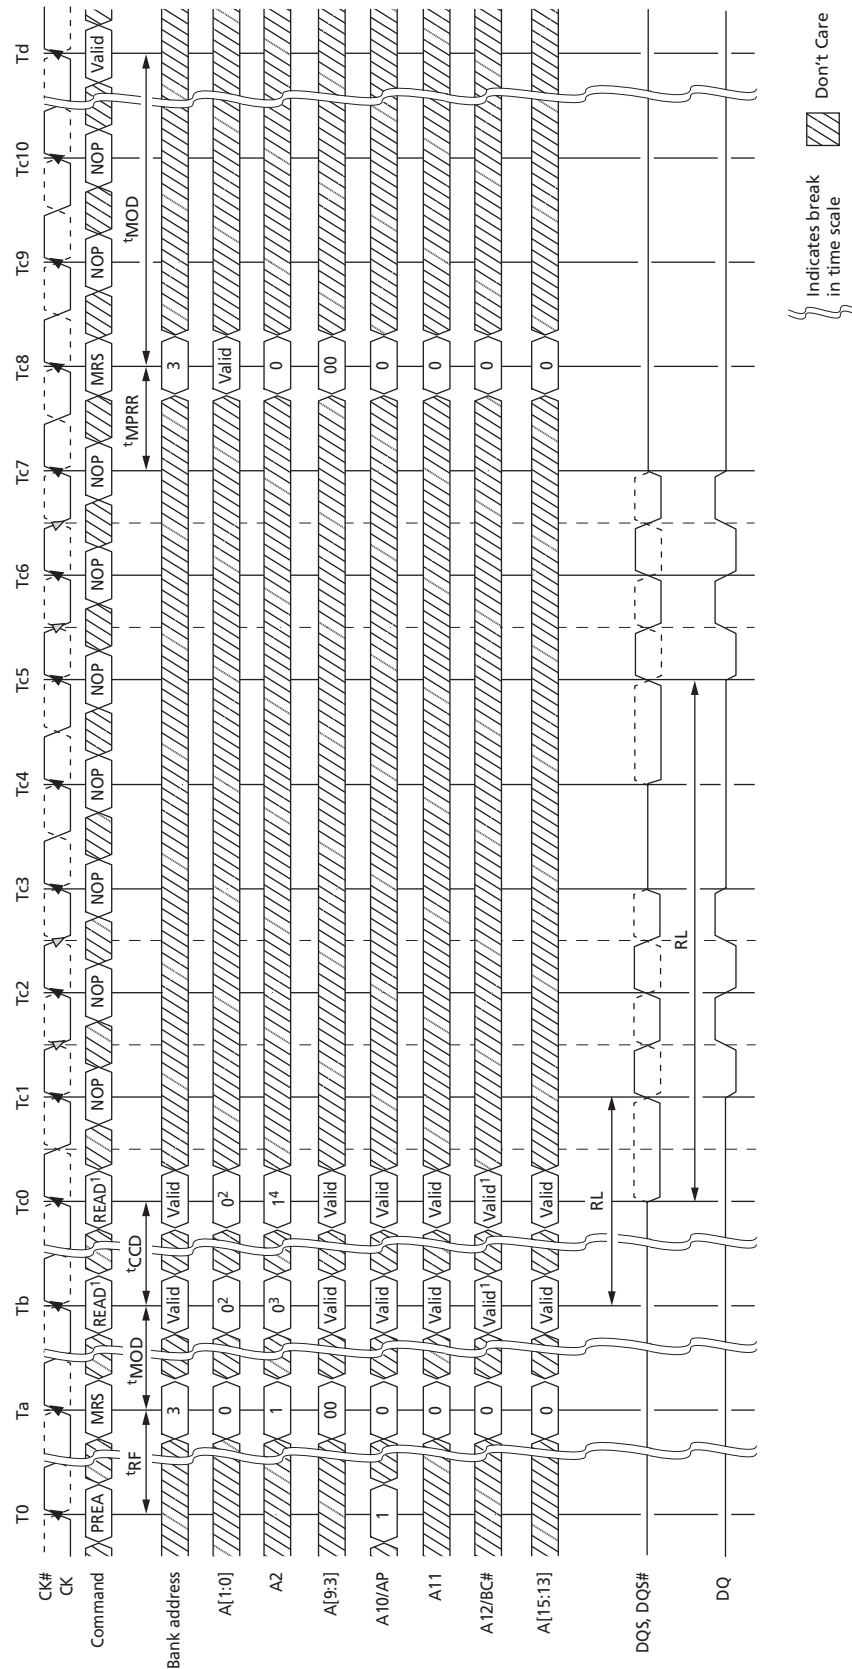 T0 Ta Tb Tc0 Tc1 Tc2 Tc3 Tc4 Tc5 Tc6 Tc7 Tc8 Tc9 Tc10 Td
CK#
CK
Command PREA MRS READ1 READ1 NOP NOP NOP NOP NOP NOP NOP MRS NOP NOP Valid
tRF tMOD tCCD tMPRR tMOD
Bank address 3 Valid Valid 3
A[1:0] 0 02 02 Valid
A2 1 03 14 0
A[9:3] 00 Valid Valid 00
A10/AP 1 0 Valid Valid 0
A11 0 Valid Valid 0
A12/BC# 0 Valid1 Valid1 0
A[15:13] 0 Valid Valid 0
RL
DQS, DQS#
RL
DQ
Indicates break
in time scale
Don't Care